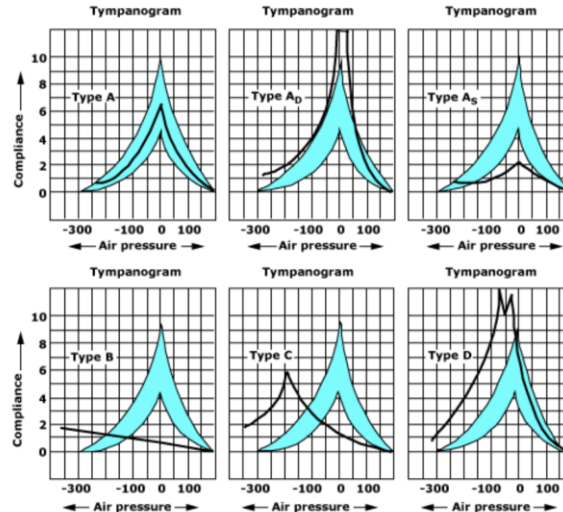 Tympanogram Tympanogram Tympanogram
Compliance
10
8
6
4
2
0
Type A
-300 -100 0 100
Air pressure
Type A_D
-300 -100 0 100
Air pressure
Type A_S
-300 -100 0 100
Air pressure
Tympanogram Tympanogram Tympanogram
Compliance
10
8
6
4
2
0
Type B
-300 -100 0 100
Air pressure
Type C
-300 -100 0 100
Air pressure
Type D
-300 -100 0 100
Air pressure